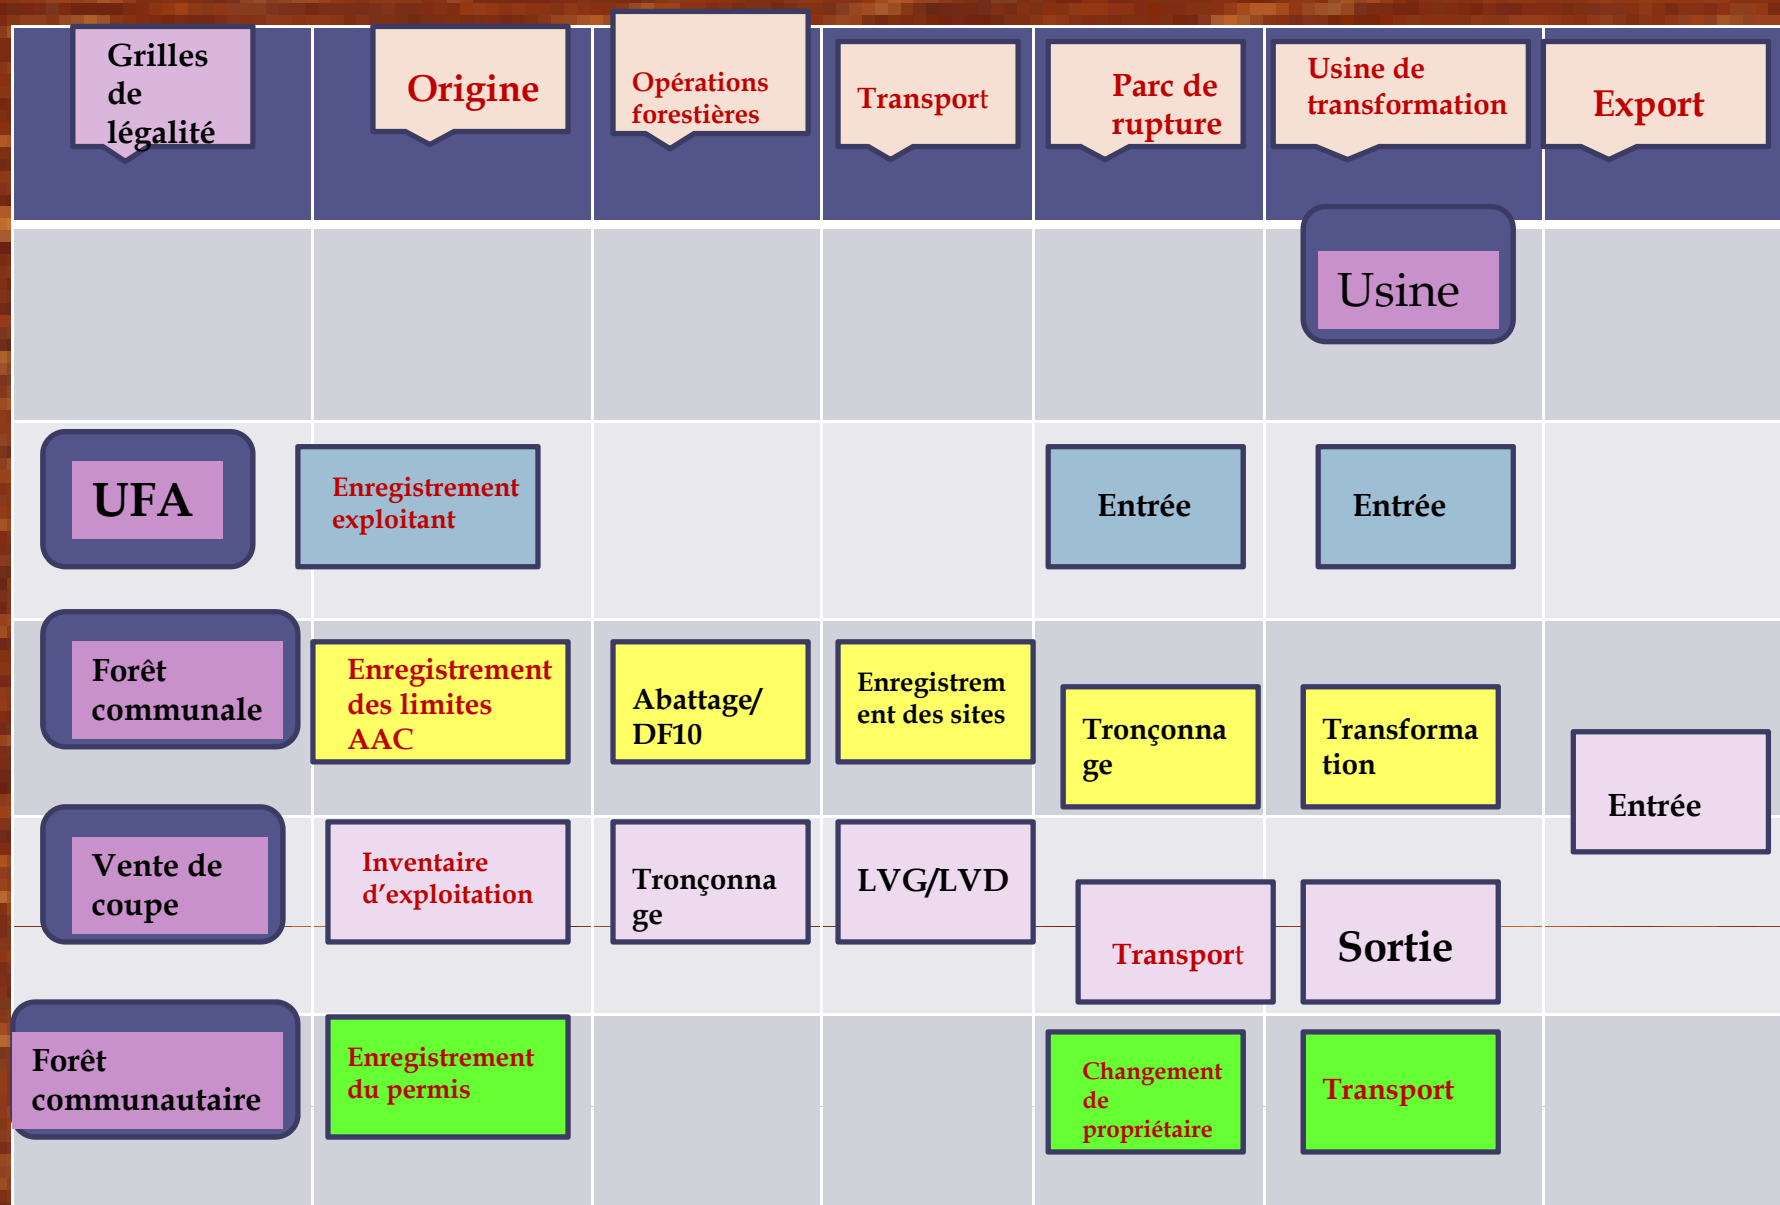 Grilles
de
légalité
Origine
Opérations
forestières
Transport
Parc de
rupture
Usine de
transformation
Export
Usine
UFA
Enregistrement
exploitant
Entrée
Entrée
Forêt
communale
Enregistrement
des limites
AAC
Abattage/
DF10
Enregistrem
ent des sites
Tronçonna
ge
Transforma
tion
Entrée
Vente de
coupe
Inventaire
d’exploitation
Tronçonna
ge
LVG/LVD
Transport
Sortie
Forêt
communautaire
Enregistrement
du permis
Changement
de
propriétaire
Transport